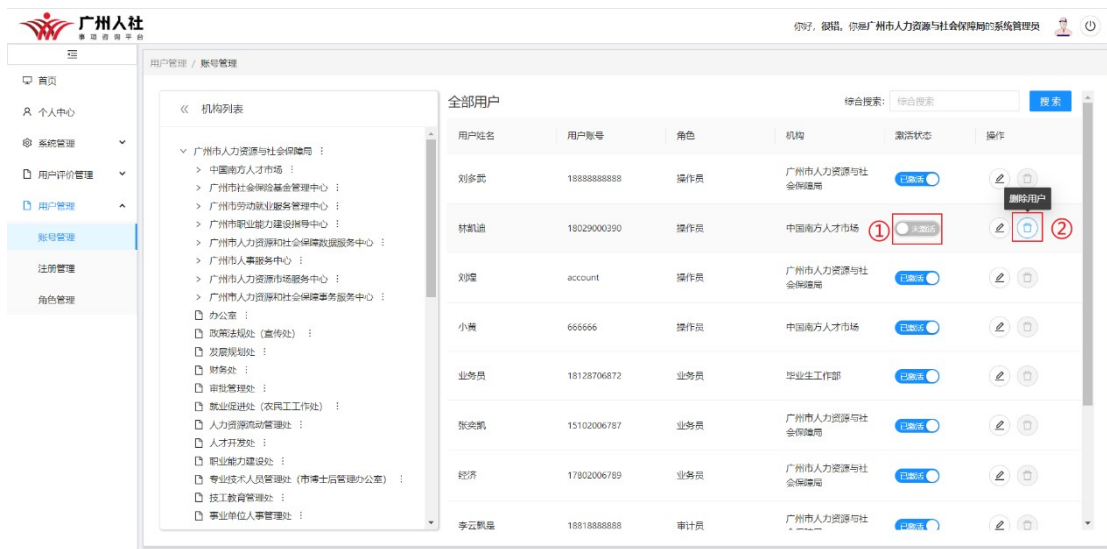 广州人社
事项咨询平台
你好，很错。你是广州市人力资源与社会保障局的系统管理员
首页
个人中心
系统管理
用户评价管理
用户管理
账号管理
注册管理
角色管理
用户管理 / 账号管理
« 机构列表
广州市人力资源与社会保障局
中国南方人才市场
广州市社会保险基金管理中心
广州市劳动就业服务管理中心
广州市职业能力建设指导中心
广州市人力资源和社会保障数据服务中心
广州市人事服务中心
广州市人力资源市场服务中心
广州市人力资源和社会保障事务服务中心
办公室
政策法规处（宣传处）
发展规划处
财务处
审批管理处
就业促进处（农民工工作处）
人力资源流动管理处
人才开发处
职业能力建设处
专业技术人员管理处（市博士后管理办公室）
技工教育管理处
事业单位人事管理处
全部用户
综合搜索： 综合搜索 搜 索
用户姓名 用户账号 角色 机构 激活状态 操作
刘多武 18888888888 操作员 广州市人力资源与社会保障局 已激活
删除用户
林凯迪 18029000390 操作员 中国南方人才市场 ① 未激活 ②
刘煌 account 操作员 广州市人力资源与社会保障局 已激活
小黄 666666 操作员 中国南方人才市场 已激活
业务员 18128706872 业务员 毕业生工作部 已激活
张奕凯 15102006787 业务员 广州市人力资源与社会保障局 已激活
经济 17802006789 业务员 广州市人力资源与社会保障局 已激活
李云飘是 18818888888 审计员 广州市人力资源与社 已激活